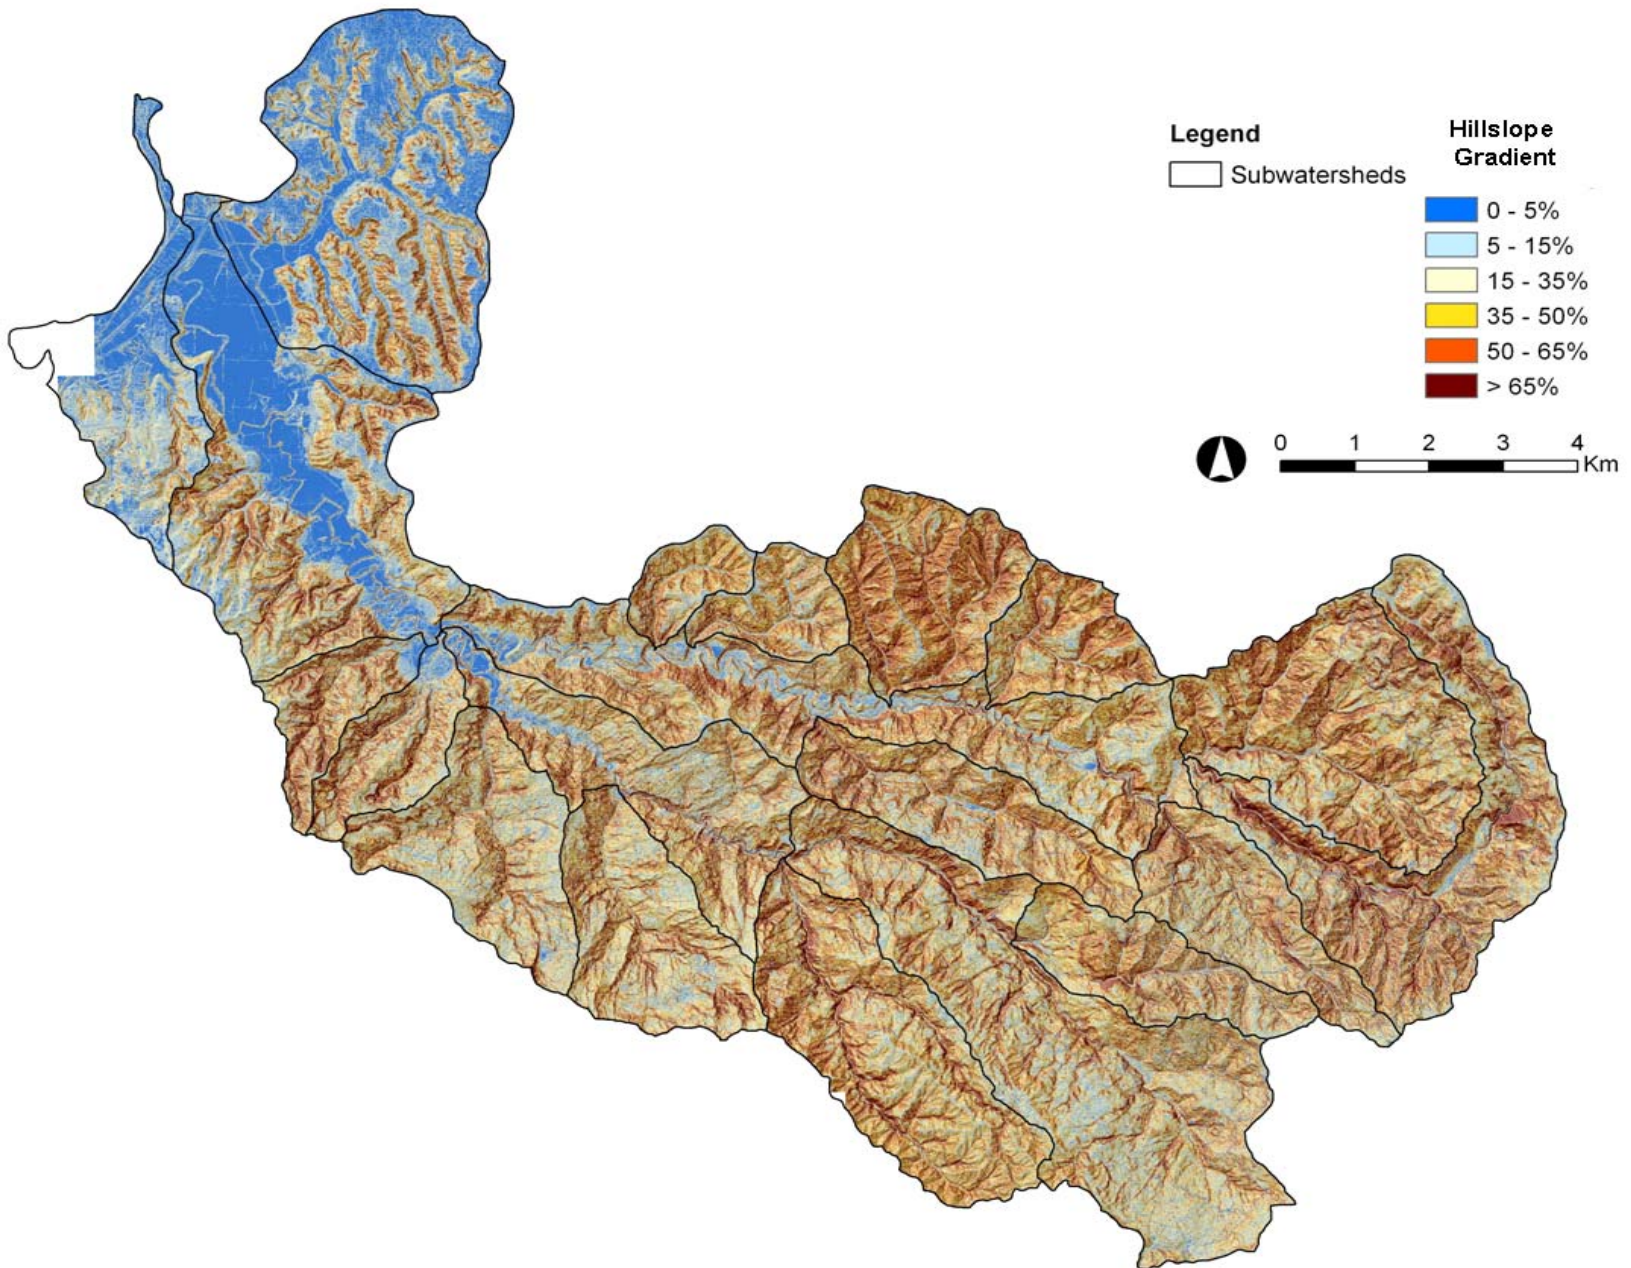 Legend
Subwatersheds
Hillslope
Gradient
0 - 5%
5 - 15%
15 - 35%
35 - 50%
50 - 65%
> 65%
0 1 2 3 4
Km